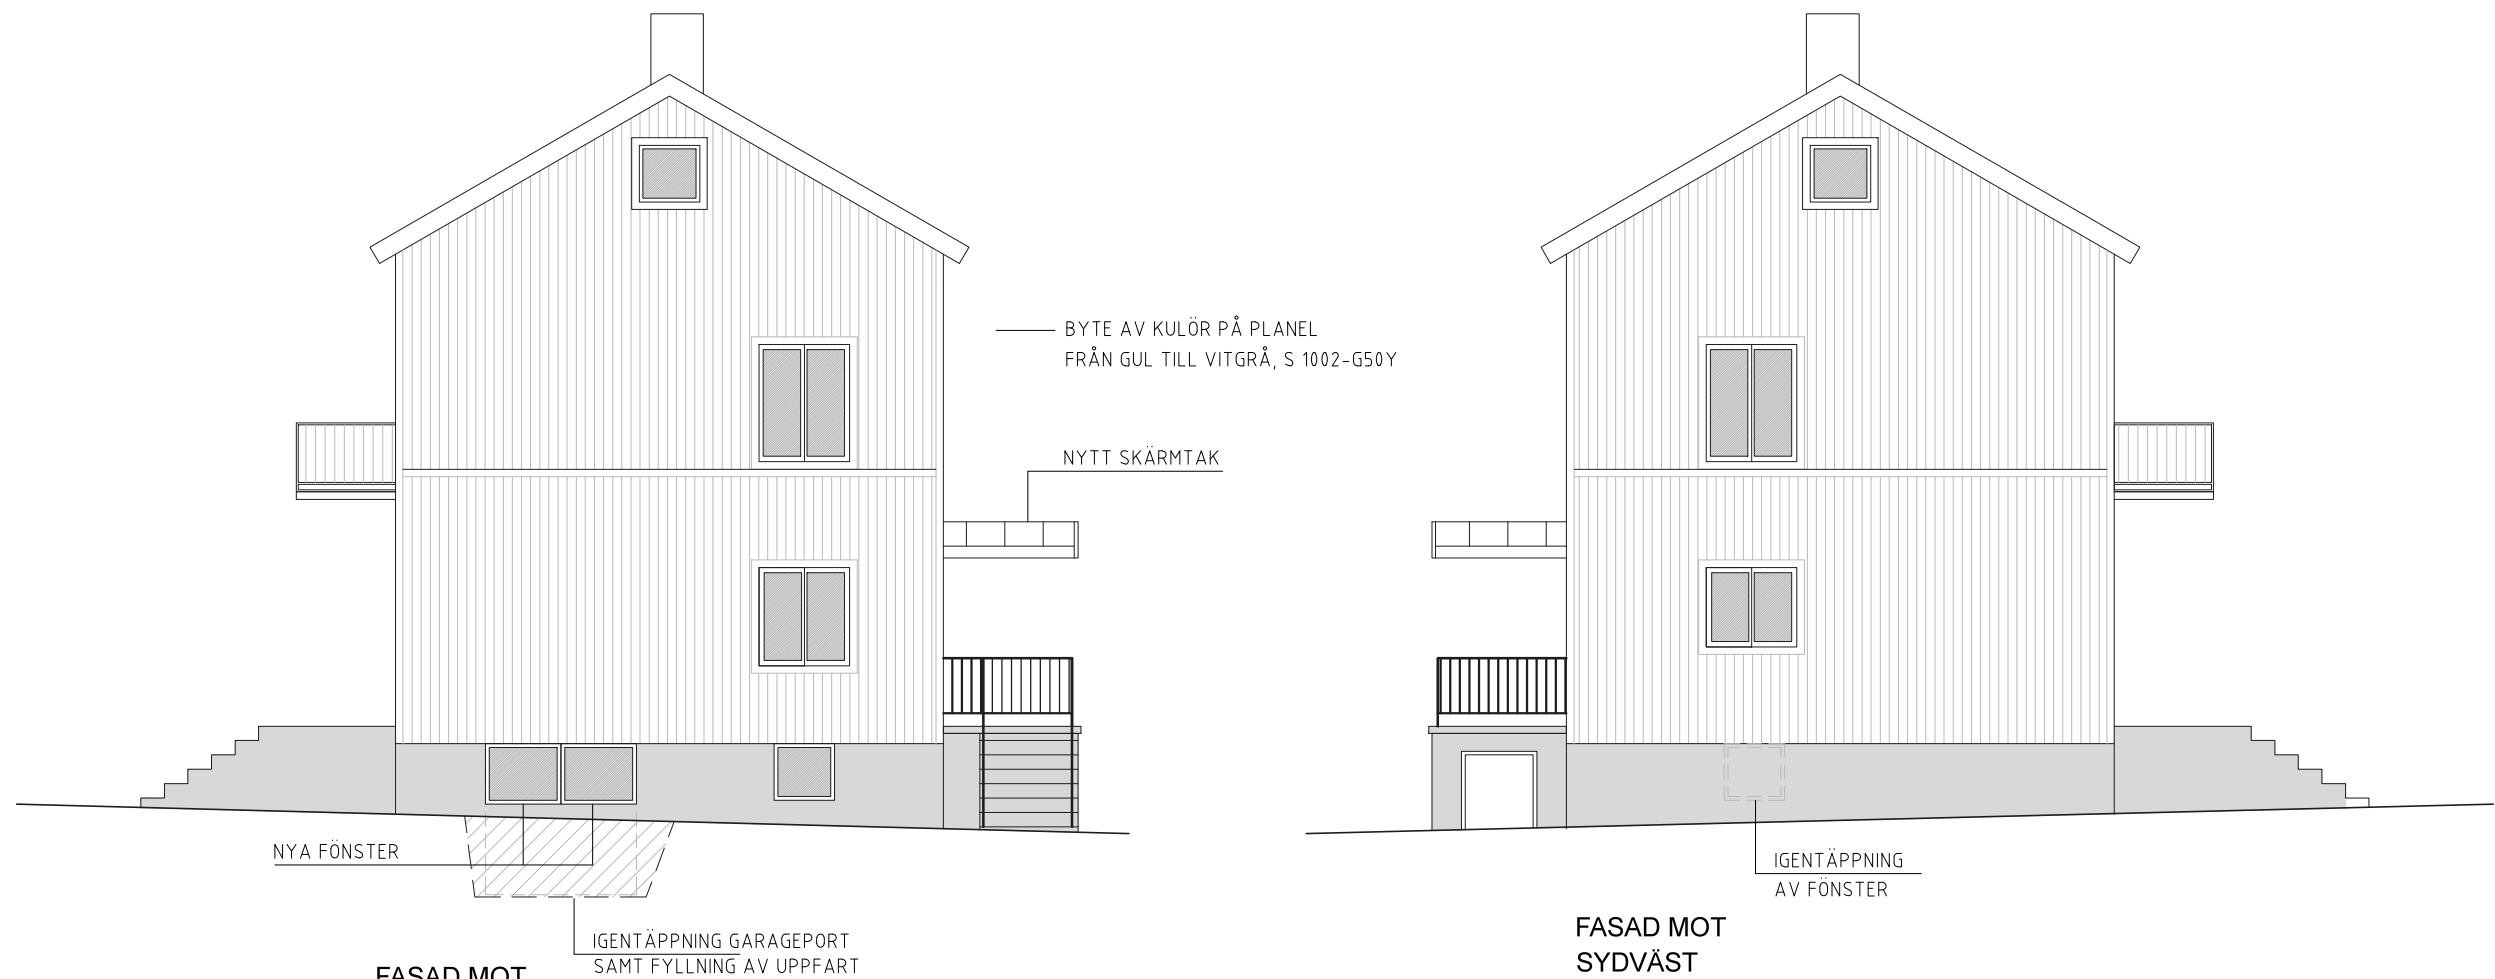 BYTE AV KULÖR PÅ PLANEL
FRÅN GUL TILL VITGRÅ, S 1002-G50Y
NYTT SKÄRMTAK
NYA FÖNSTER
IGENTÄPPNING GARAGEPORT
SAMT FYLLNING AV UPPFART
FASAD MOT
IGENTÄPPNING
AV FÖNSTER
FASAD MOT
SYDVÄST